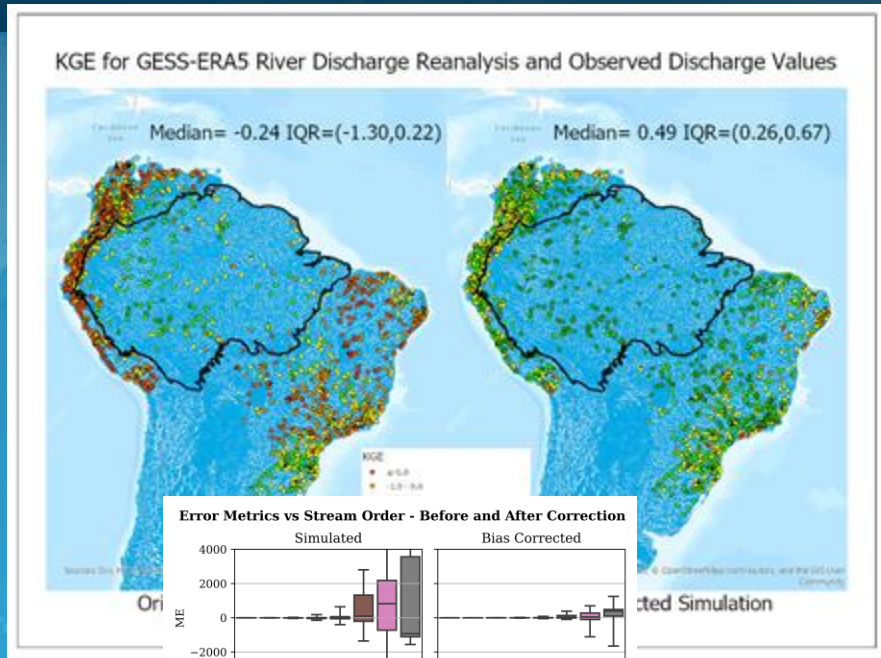 KGE for GESS-ERA5 River Discharge Reanalysis and Observed Discharge Values
Median= -0.24 IQR=(-1.30,0.22)
Median= 0.49 IQR=(0.26,0.67)
KGE
Ori
cted Simulation
Error Metrics vs Stream Order - Before and After Correction
Simulated
Bias Corrected
4000
2000
0
−2000
ME